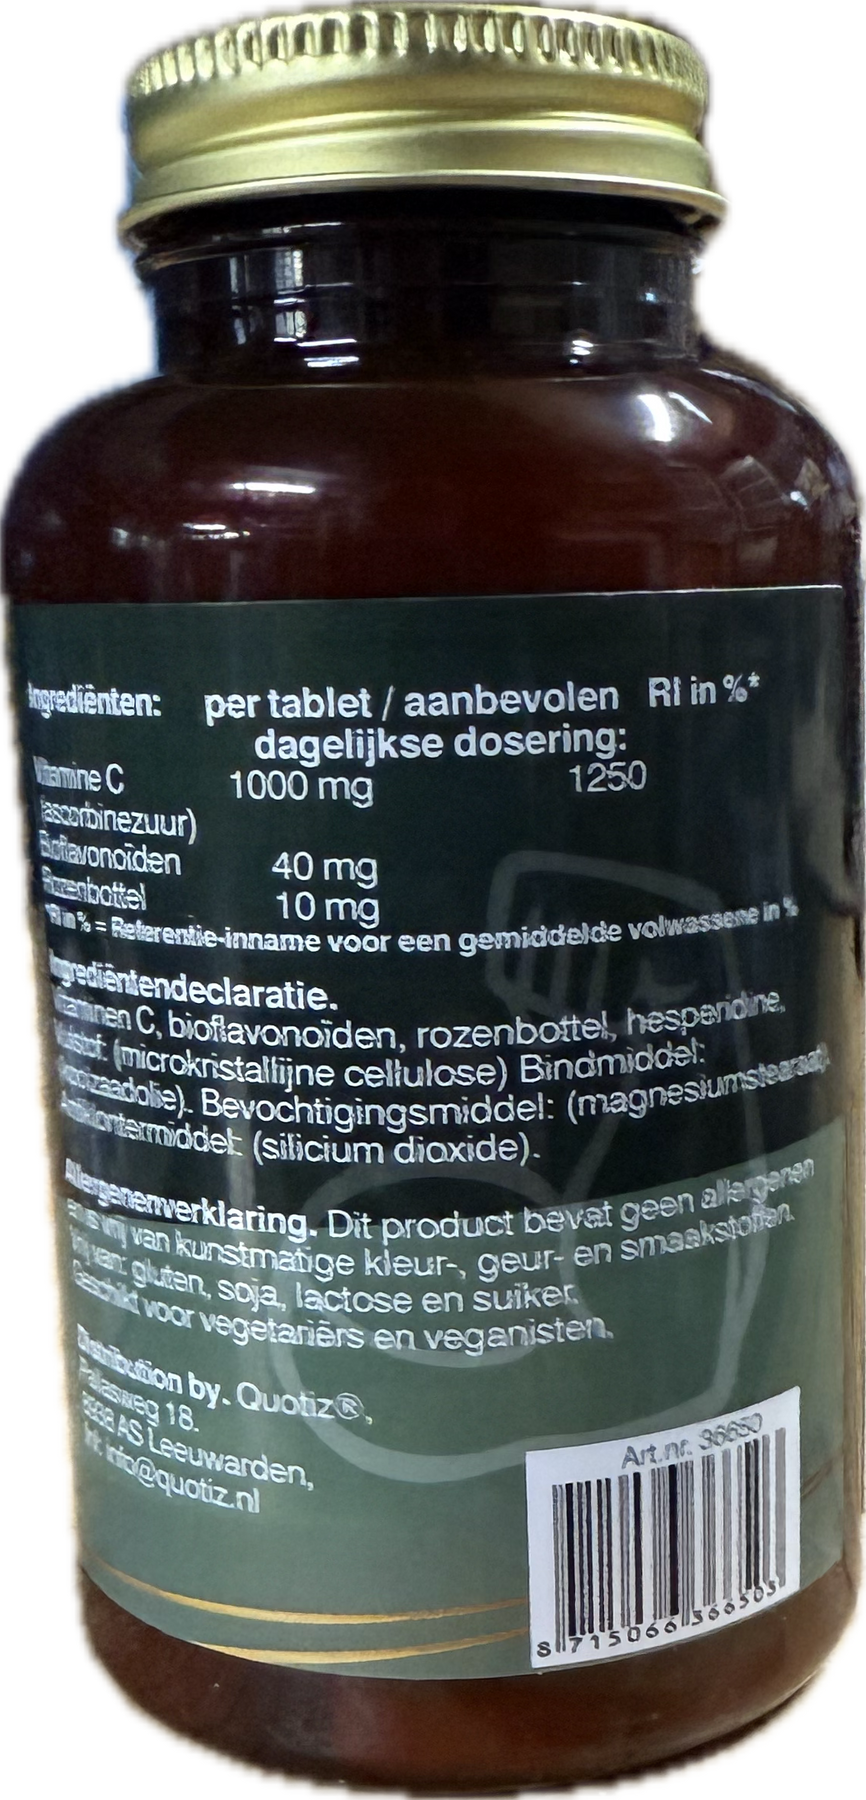 Ingrediënten: per tablet / aanbevolen RI in %*
dagelijkse dosering:
Vitamine C 1000 mg 1250
(ascorbinezuur)
Bioflavonoïden 40 mg
Rozenbottel 10 mg
*RI in % = Referentie-inname voor een gemiddelde volwassene in %
Ingrediëntendeclaratie.
Vitaminen C, bioflavonoïden, rozenbottel, hesperidine,
Vulstof: (microkristallijne cellulose) Bindmiddel:
Bevochtigingsmiddel: (magnesiumstearaat).
Antiklontermiddel: (silicium dioxide).
Allergenenverklaring. Dit product bevat geen allergenen
en is vrij van kunstmatige kleur-, geur- en smaakstoffen.
Vrij van: gluten, soja, lactose en suiker.
Geschikt voor vegetariërs en veganisten.
Distribution by. Quotiz®,
Pallasweg 18.
8938 AS Leeuwarden,
info@quotiz.nl
Art.nr. 36650
8 715066 366503